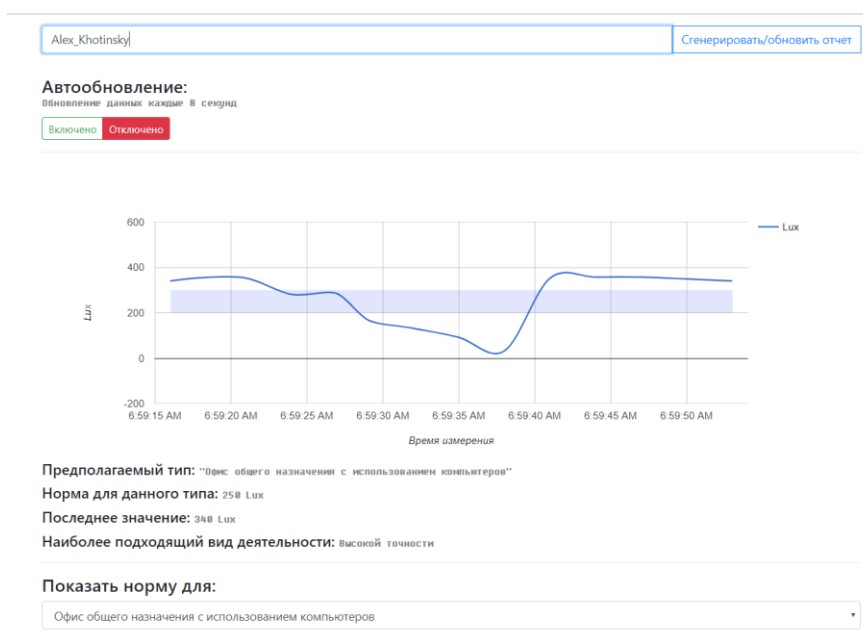 Alex_Khotinsky
Сгенерировать/обновить отчет
Автообновление:
Обновление данных каждые 8 секунд
Включено Отключено
600
Lux
400
Lux
200
0
-200
6:59:15 AM 6:59:20 AM 6:59:25 AM 6:59:30 AM 6:59:35 AM 6:59:40 AM 6:59:45 AM 6:59:50 AM
Время измерения
Предполагаемый тип: "Офис общего назначения с использованием компьютеров"
Норма для данного типа: 250 Lux
Последнее значение: 340 Lux
Наиболее подходящий вид деятельности: Высокой точности
Показать норму для:
Офис общего назначения с использованием компьютеров